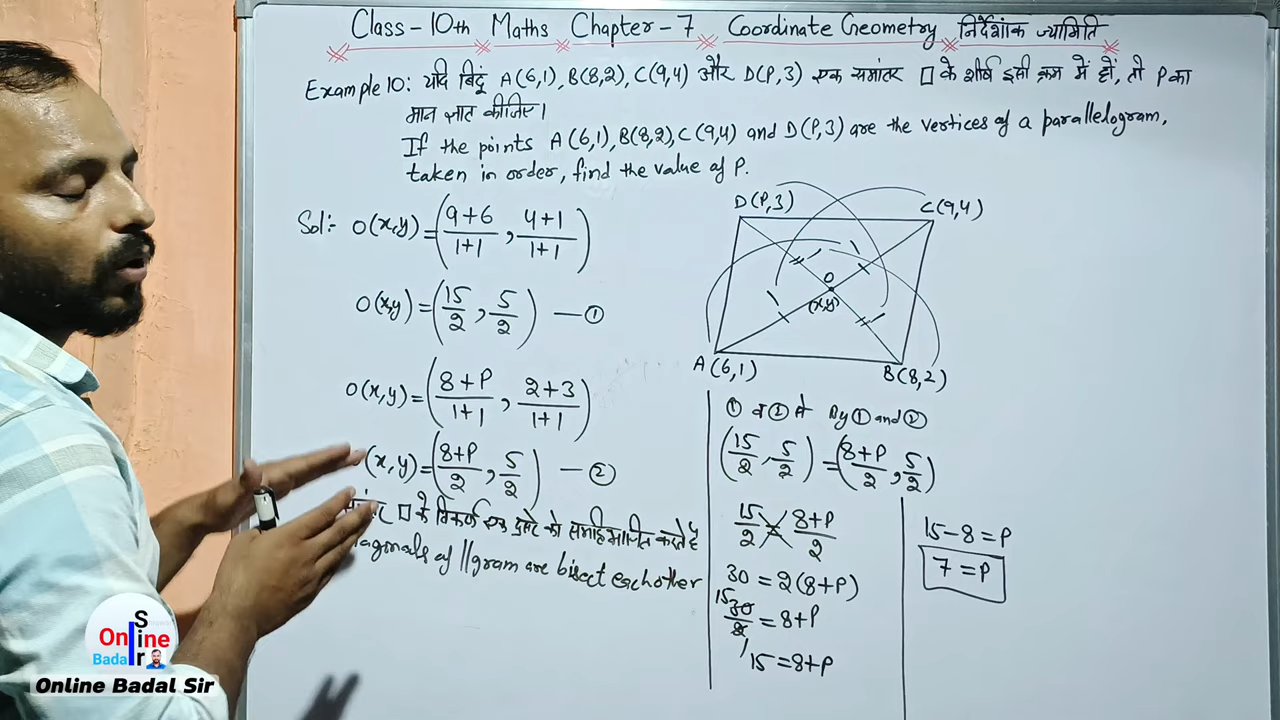 Class-10th Maths Chapter-7 Coordinate Geometry निर्देशांक ज्यामिति
Example 10: यदि बिंदु A(6,1), B(8,2), C(9,4) और D(P,3) एक समांतर ▯ के शीर्ष इसी क्रम में हों, तो P का
मान ज्ञात कीजिए।
If the points A(6,1), B(8,2), C(9,4) and D(P,3) are the vertices of a parallelogram,
taken in order, find the value of P.
Sol:- O(x,y)=(9+6/1+1, 4+1/1+1)
O(x,y)=(15/2, 5/2) —①
O(x,y)=(8+P/1+1, 2+3/1+1)
(x,y)=(8+P/2, 5/2) —②
▯ के विकर्ण एक दूसरे को समद्विभाजित करते हैं
diagonals of ||gram are bisect each other
D(P,3)
C(9,4)
O
(x,y)
A(6,1)
B(8,2)
① व ② से By ① and ②
(15/2, 5/2)=(8+P/2, 5/2)
15/2 = 8+P/2
30=2(8+P)
15
30/2=8+P
1
15=8+P
15-8=P
7=P
Online
Sir
Badal
Online Badal Sir